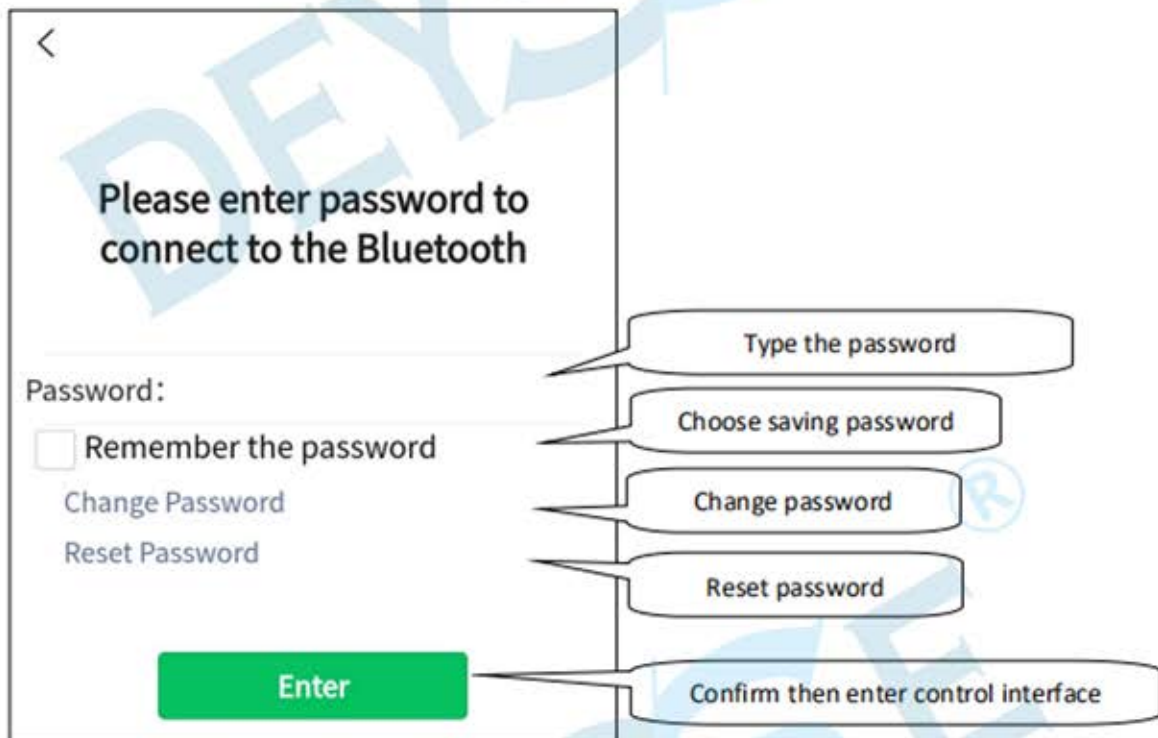 Please enter password to
connect to the Bluetooth
Type the password
Password:
Choose saving password
Remember the password
Change Password
Change password
Reset Password
Reset password
Enter
Confirm then enter control interface
DEY
E
®